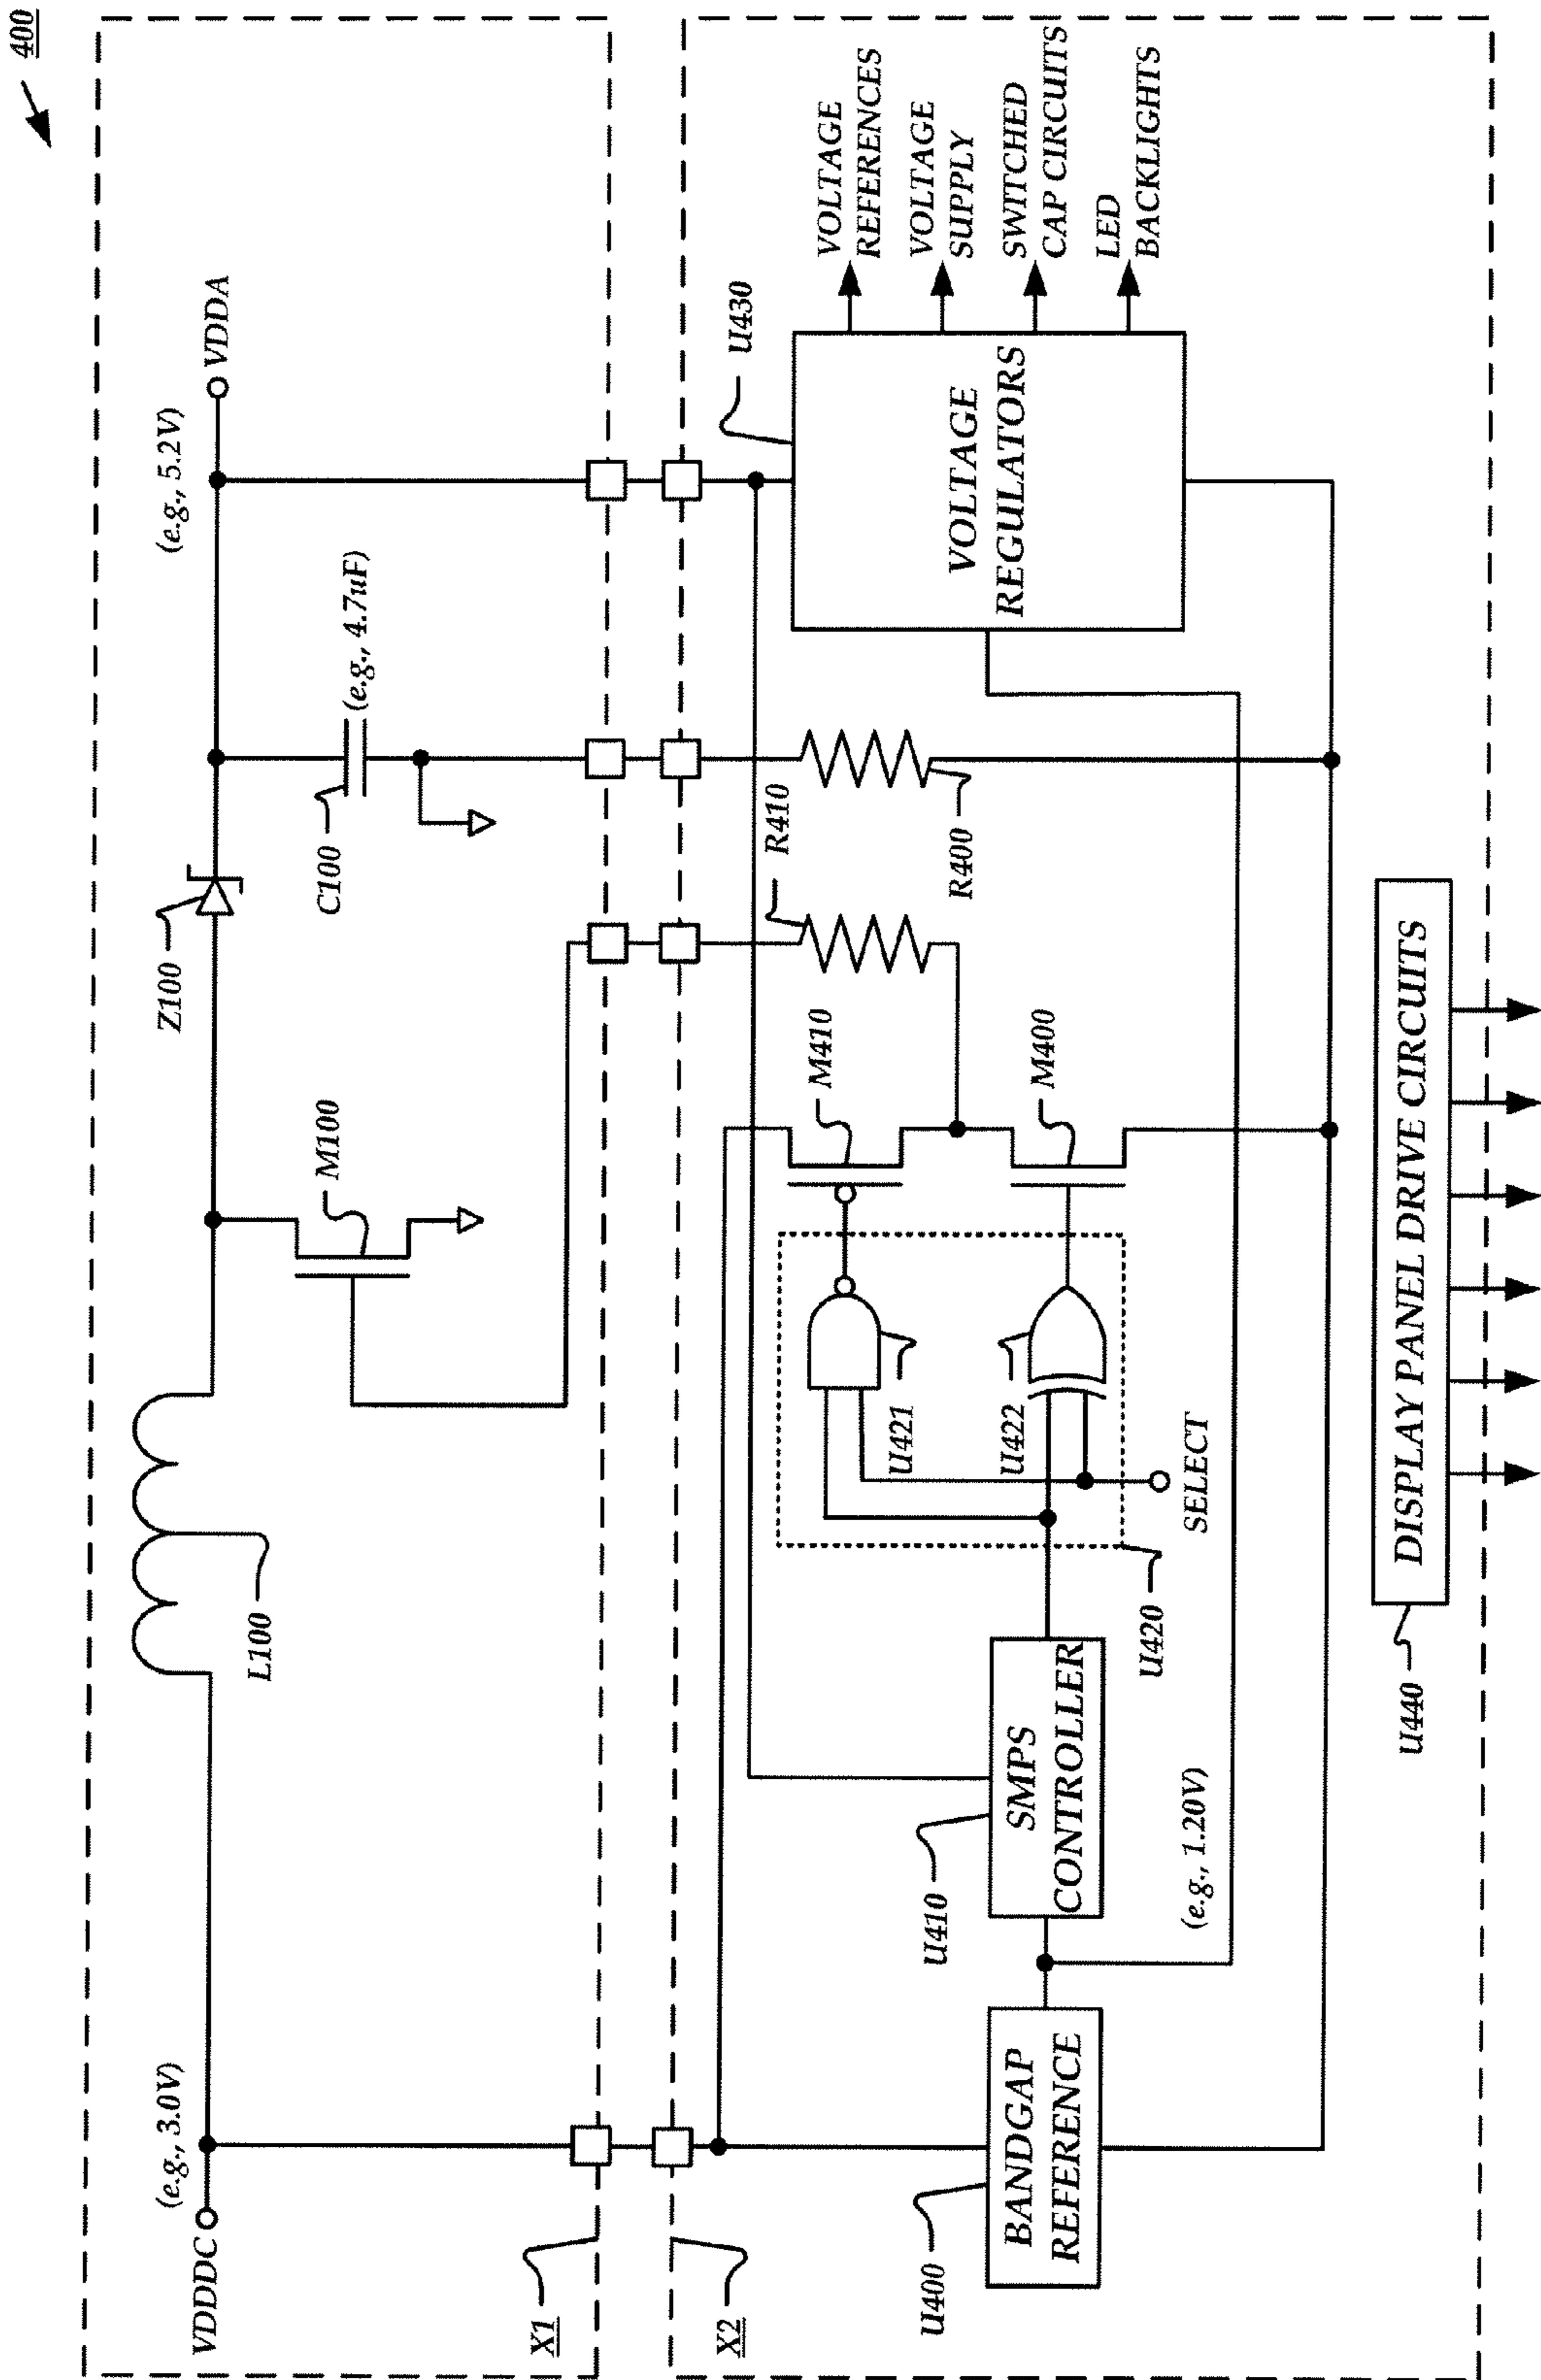 400
VDDDC
(e.g., 3.0V)
L100
M100
Z100
C100
(e.g., 4.7uF)
(e.g., 5.2V)
VDDA
X1
X2
U400
BANDGAP
REFERENCE
U410
SMPS
CONTROLLER
(e.g., 1.20V)
U420
SELECT
U421
U422
M410
M400
R410
R400
U430
VOLTAGE
REGULATORS
VOLTAGE
REFERENCES
VOLTAGE
SUPPLY
SWITCHED
CAP CIRCUITS
LED
BACKLIGHTS
U440
DISPLAY PANEL DRIVE CIRCUITS